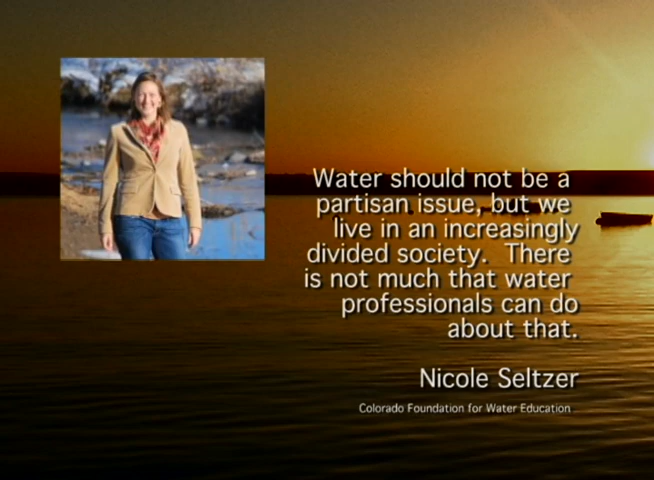 Water should not be a
partisan issue, but we
live in an increasingly
divided society.  There
is not much that water
professionals can do
about that.
Nicole Seltzer
Colorado Foundation for Water Education